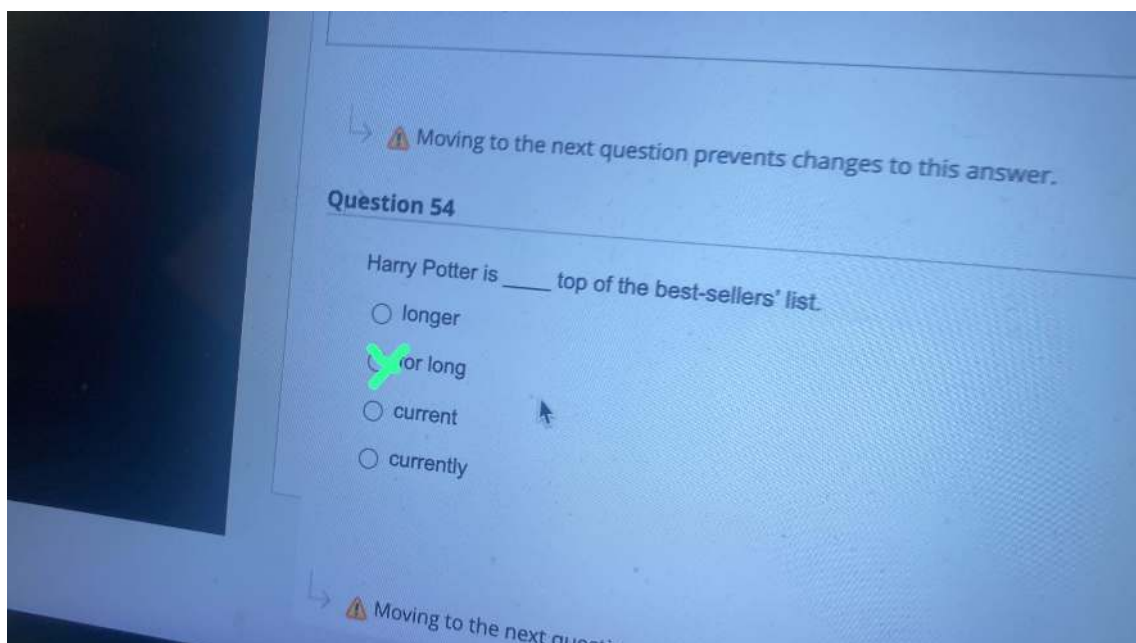 Moving to the next question prevents changes to this answer.
Question 54
Harry Potter is ____ top of the best-sellers' list.
longer
or long
current
currently
Moving to the next